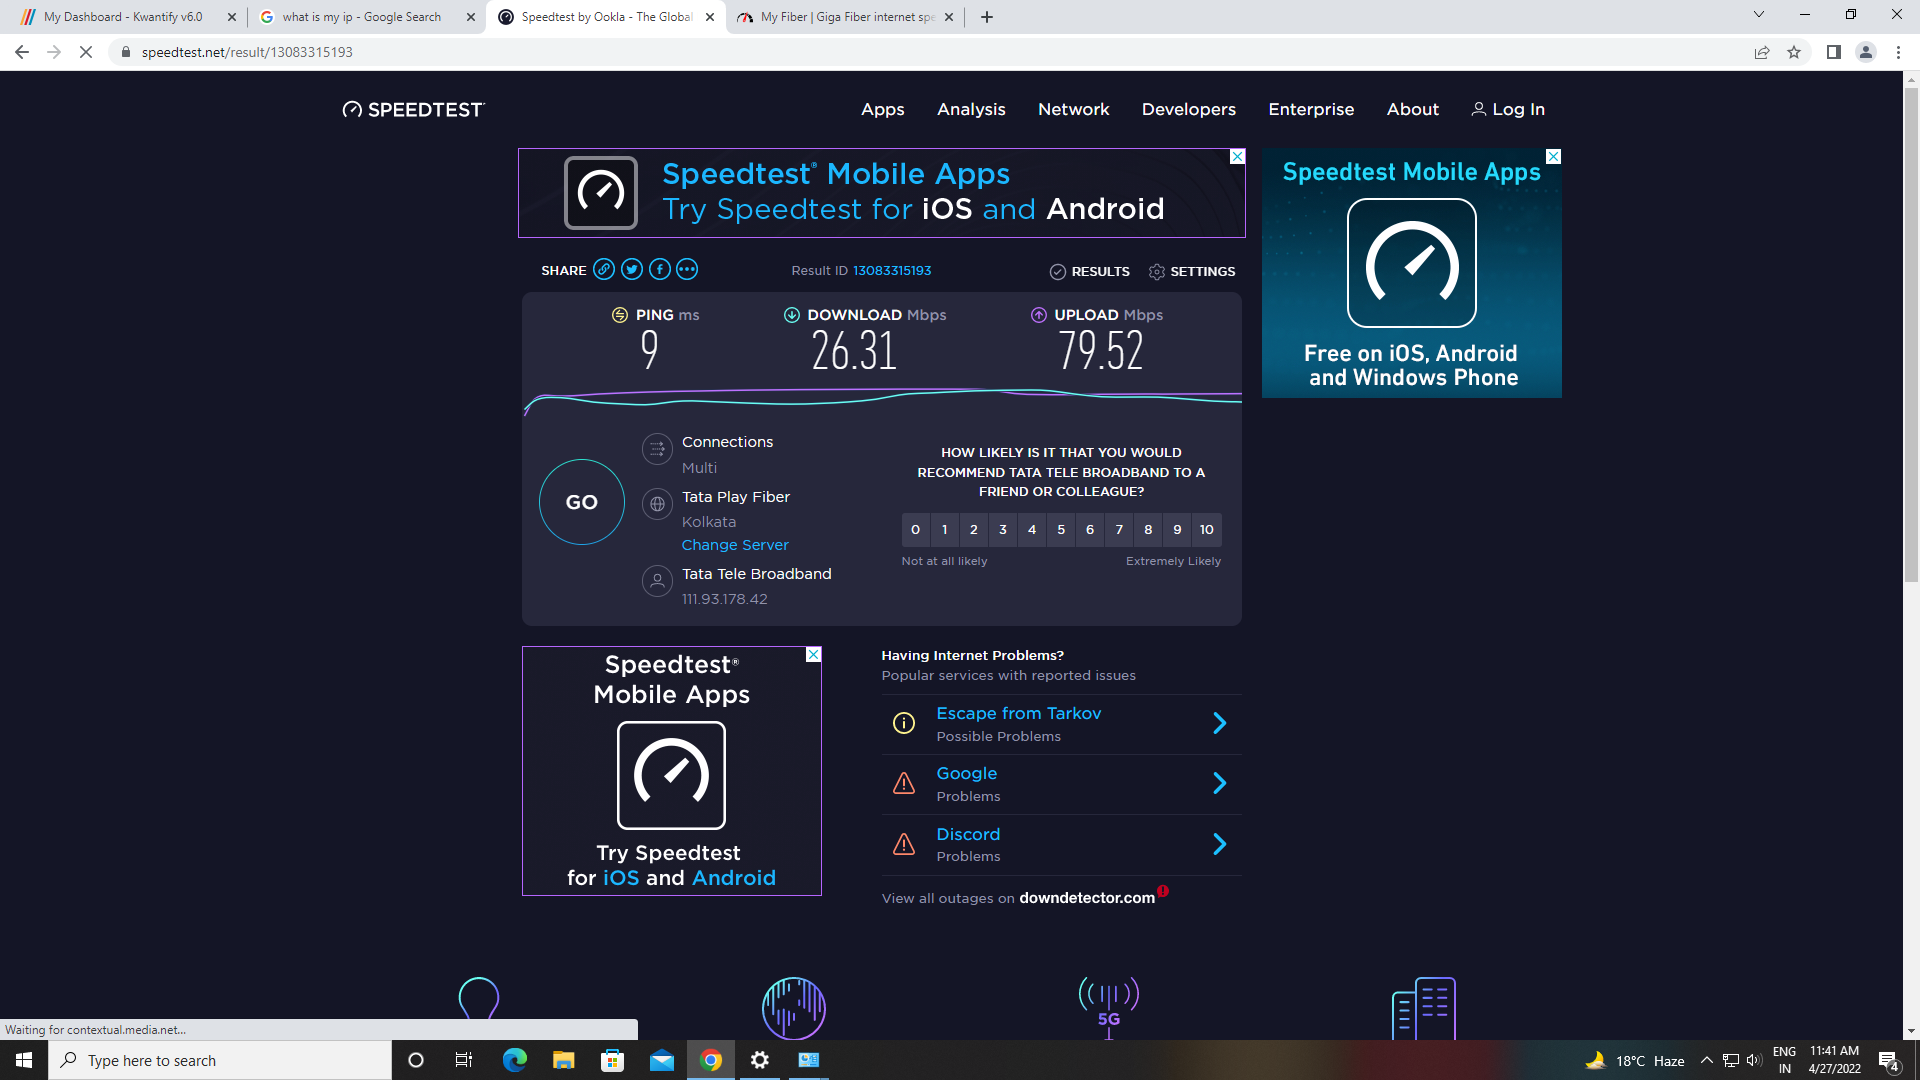 My Dashboard - Kwantify v6.0
what is my ip - Google Search
Speedtest by Ookla - The Global
My Fiber | Giga Fiber internet spe
speedtest.net/result/13083315193
SPEEDTEST
Apps Analysis Network Developers Enterprise About Log In
Speedtest® Mobile Apps
Try Speedtest for iOS and Android
Speedtest Mobile Apps
Free on iOS, Android
and Windows Phone
SHARE
Result ID 13083315193
RESULTS SETTINGS
PING ms
9
DOWNLOAD Mbps
26.31
UPLOAD Mbps
79.52
GO
Connections
Multi
Tata Play Fiber
Kolkata
Change Server
Tata Tele Broadband
111.93.178.42
HOW LIKELY IS IT THAT YOU WOULD
RECOMMEND TATA TELE BROADBAND TO A
FRIEND OR COLLEAGUE?
0 1 2 3 4 5 6 7 8 9 10
Not at all likely Extremely Likely
Speedtest®
Mobile Apps
Try Speedtest
for iOS and Android
Having Internet Problems?
Popular services with reported issues
Escape from Tarkov
Possible Problems
Google
Problems
Discord
Problems
View all outages on downdetector.com
5G
Waiting for contextual.media.net...
Type here to search
18°C Haze
ENG
IN
11:41 AM
4/27/2022
4